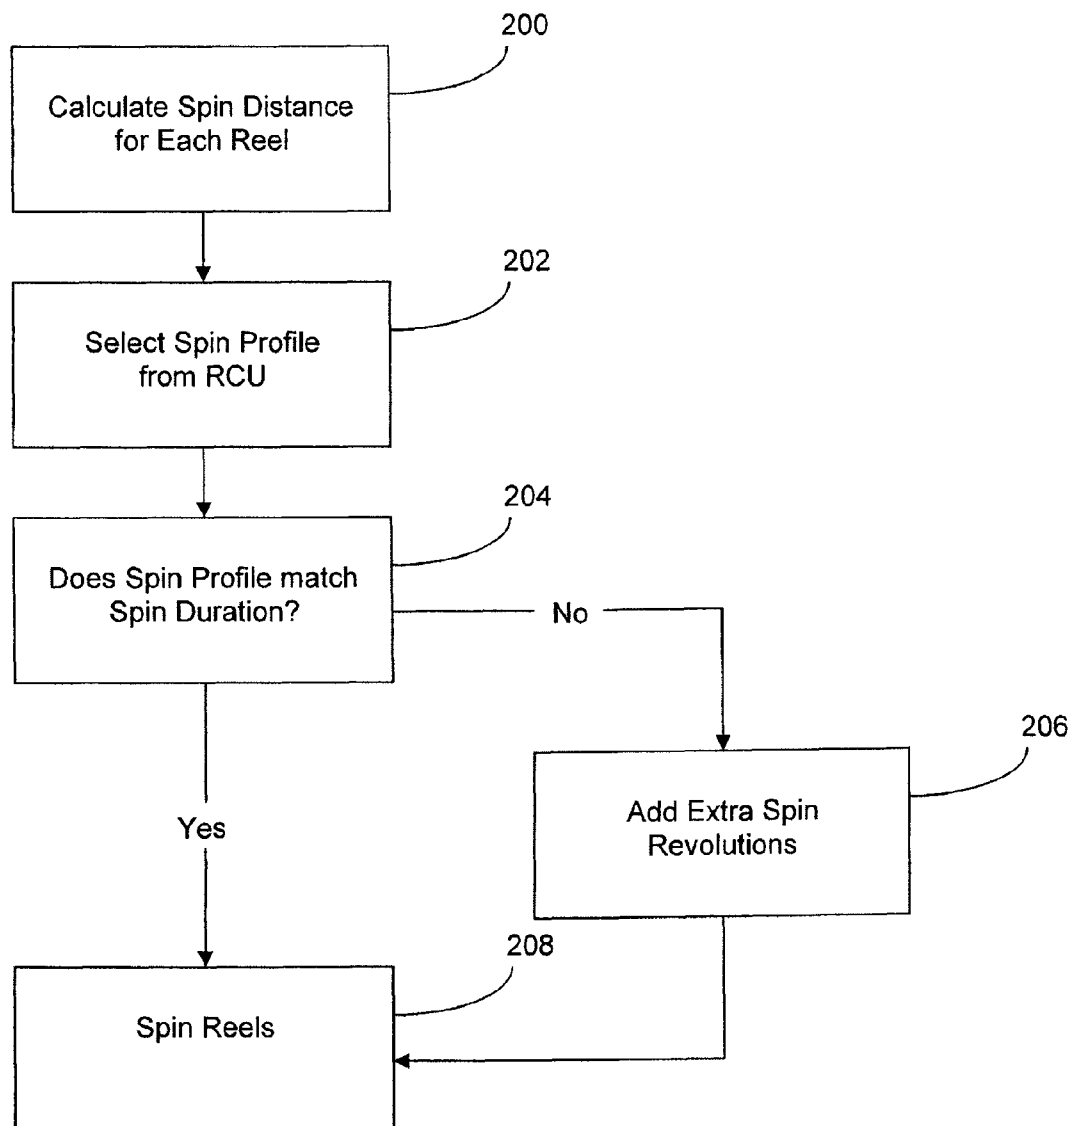 200
Calculate Spin Distance
for Each Reel
202
Select Spin Profile
from RCU
204
Does Spin Profile match
Spin Duration?
No
206
Add Extra Spin
Revolutions
Yes
208
Spin Reels